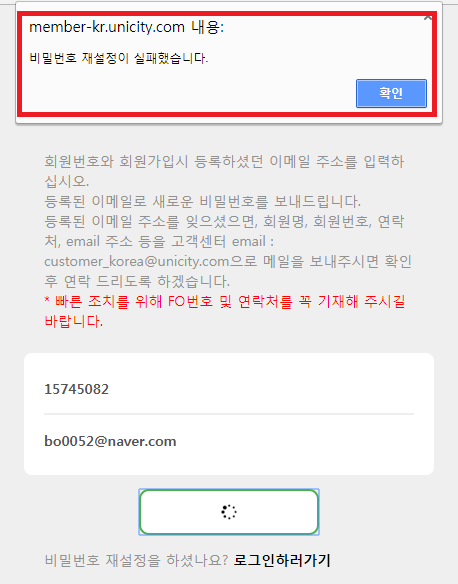 member-kr.unicity.com 내용:
비밀번호 재설정이 실패했습니다.
확인
회원번호와 회원가입시 등록하셨던 이메일 주소를 입력하
십시오.
등록된 이메일로 새로운 비밀번호를 보내드립니다.
등록된 이메일 주소를 잊으셨으면, 회원명, 회원번호, 연락
처, email 주소 등을 고객센터 email :
customer_korea@unicity.com으로 메일을 보내주시면 확인
후 연락 드리도록 하겠습니다.
* 빠른 조치를 위해 FO번호 및 연락처를 꼭 기재해 주시길
바랍니다.
15745082
bo0052@naver.com
비밀번호 재설정을 하셨나요? 로그인하러가기